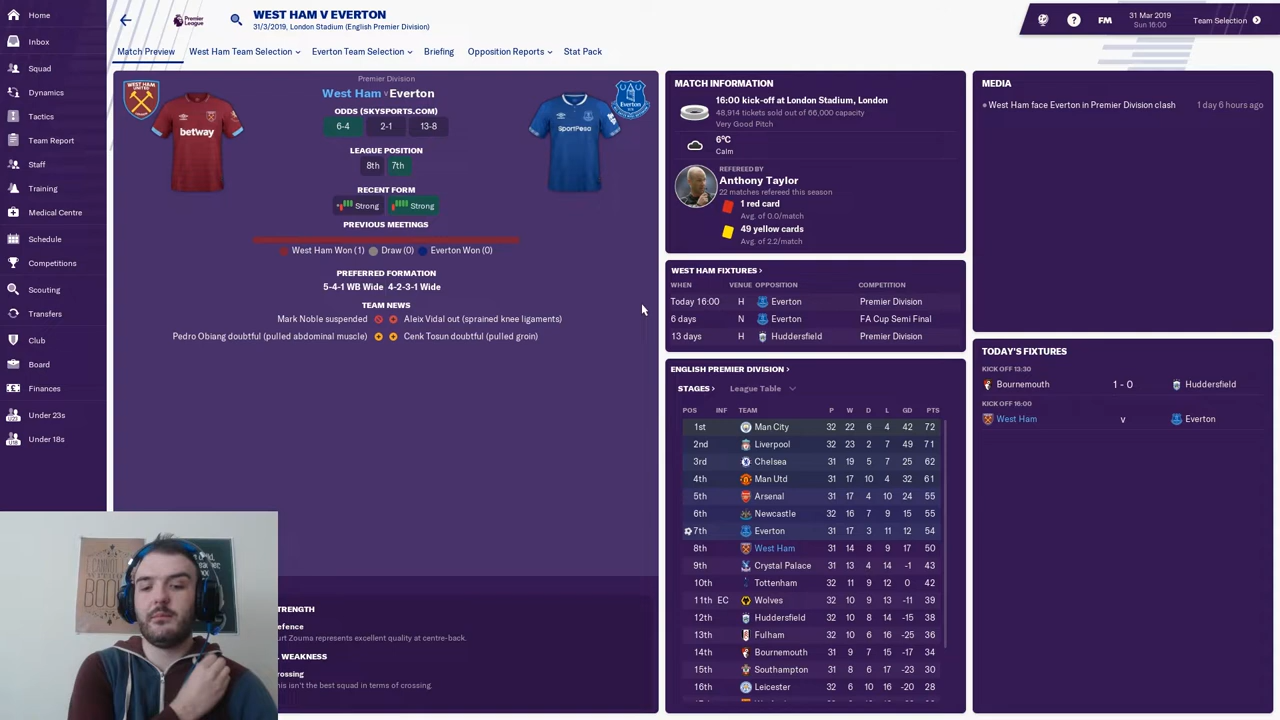 Home
Inbox
Squad
Dynamics
Tactics
Team Report
Staff
Training
Medical Centre
Schedule
Competitions
Scouting
Transfers
Club
Board
Finances
Under 23s
Under 18s
Premier League
WEST HAM V EVERTON
31/3/2019, London Stadium (English Premier Division)
? FM 31 Mar 2019 Sun 16:00 Team Selection
Match Preview West Ham Team Selection Everton Team Selection Briefing Opposition Reports Stat Pack
Premier Division
West Ham v Everton
ODDS (SKYSPORTS.COM)
6-4 2-1 13-8
LEAGUE POSITION
8th 7th
RECENT FORM
Strong Strong
PREVIOUS MEETINGS
West Ham Won (1) Draw (0) Everton Won (0)
PREFERRED FORMATION
5-4-1 WB Wide 4-2-3-1 Wide
TEAM NEWS
Mark Noble suspended Aleix Vidal out (sprained knee ligaments)
Pedro Obiang doubtful (pulled abdominal muscle) Cenk Tosun doubtful (pulled groin)
betway
SportPesa
Everton
TRENGTH
efence
urt Zouma represents excellent quality at centre-back.
WEAKNESS
rossing
his isn't the best squad in terms of crossing.
MATCH INFORMATION
16:00 kick-off at London Stadium, London
48,914 tickets sold out of 66,000 capacity
Very Good Pitch
6°C
Calm
REFEREED BY
Anthony Taylor
22 matches refereed this season
1 red card
Avg. of 0.0/match
49 yellow cards
Avg. of 2.2/match
WEST HAM FIXTURES >
WHEN VENUE OPPOSITION COMPETITION
Today 16:00 H Everton Premier Division
6 days N Everton FA Cup Semi Final
13 days H Huddersfield Premier Division
ENGLISH PREMIER DIVISION >
STAGES > League Table
POS INF TEAM P W D L GD PTS
1st Man City 32 22 6 4 42 72
2nd Liverpool 32 23 2 7 49 71
3rd Chelsea 31 19 5 7 25 62
4th Man Utd 31 17 10 4 32 61
5th Arsenal 31 17 4 10 24 55
6th Newcastle 32 16 7 9 15 55
7th Everton 31 17 3 11 12 54
8th West Ham 31 14 8 9 17 50
9th Crystal Palace 31 13 4 14 -1 43
10th Tottenham 32 11 9 12 0 42
11th EC Wolves 32 10 9 13 -11 39
12th Huddersfield 32 10 8 14 -15 38
13th Fulham 32 10 6 16 -25 36
14th Bournemouth 31 9 7 15 -17 34
15th Southampton 31 8 6 17 -23 30
16th Leicester 32 6 10 16 -20 28
MEDIA
West Ham face Everton in Premier Division clash 1 day 6 hours ago
TODAY'S FIXTURES
KICK OFF 13:30
Bournemouth 1 - 0 Huddersfield
KICK OFF 16:00
West Ham v Everton